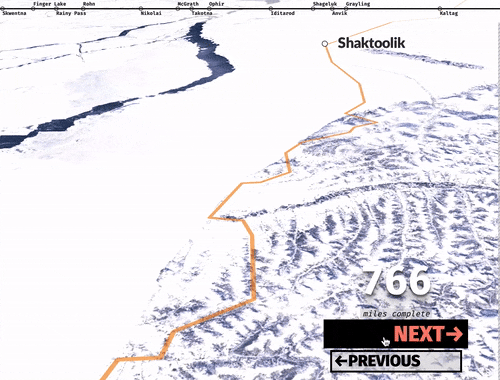 Finger Lake Rohn McGrath Ophir Shageluk Grayling
Skwentna Rainy Pass Nikolai Takotna Iditarod Anvik Kaltag
Shaktoolik
766
miles complete
NEXT→
←PREVIOUS